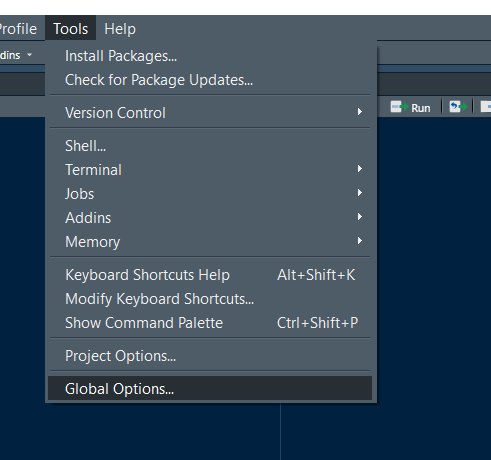 Profile Tools Help
dins
Install Packages...
Check for Package Updates...
Run
Version Control
Shell...
Terminal
Jobs
Addins
Memory
Keyboard Shortcuts Help Alt+Shift+K
Modify Keyboard Shortcuts...
Show Command Palette Ctrl+Shift+P
Project Options...
Global Options...